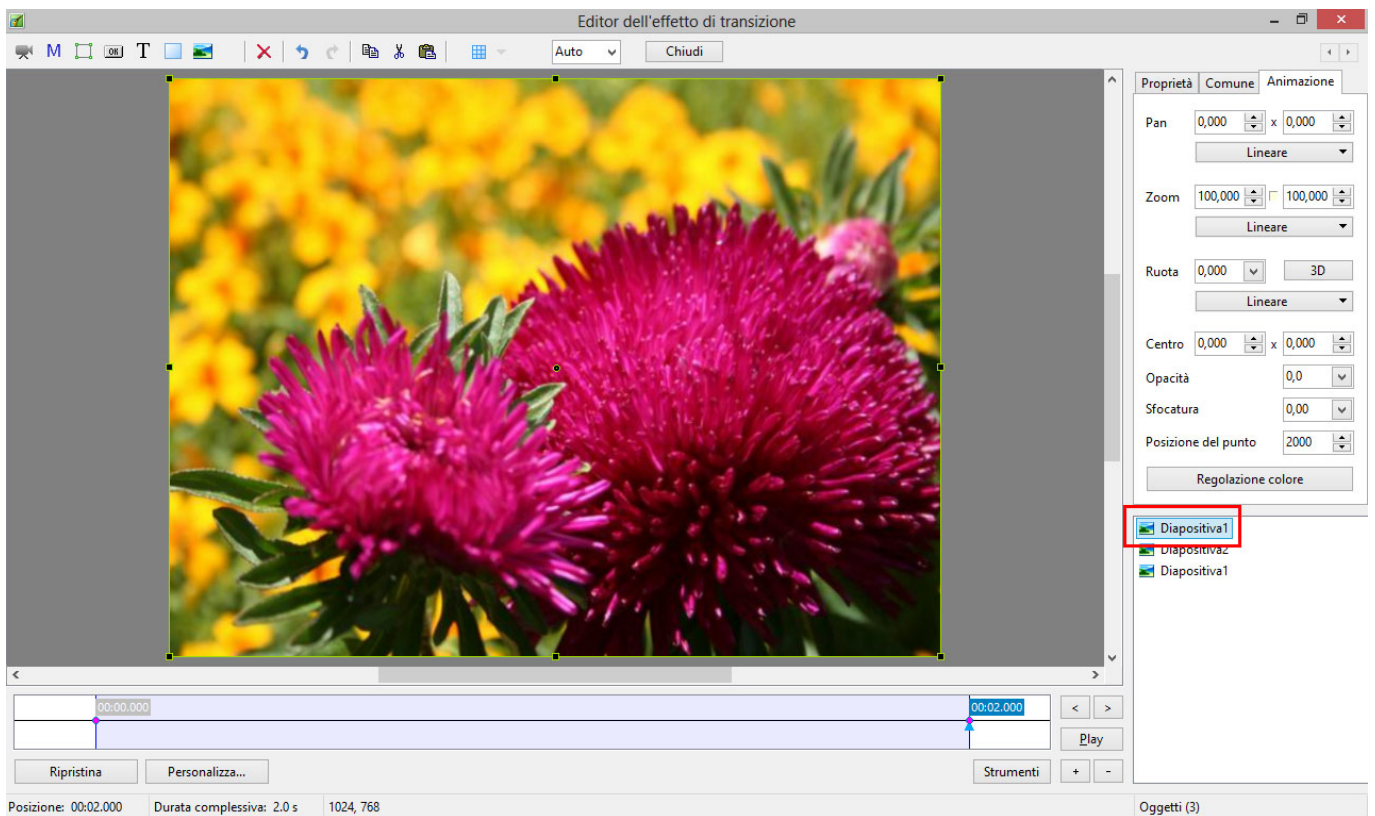 Editor dell'effetto di transizione
M OK T Auto Chiudi
Proprietà Comune Animazione
Pan 0,000 x 0,000
Lineare
Zoom 100,000 100,000
Lineare
Ruota 0,000 3D
Lineare
Centro 0,000 x 0,000
Opacità 0,0
Sfocatura 0,00
Posizione del punto 2000
Regolazione colore
Diapositiva1
Diapositiva2
Diapositiva1
00:00.000 00:02.000 < >
Play
Ripristina Personalizza... Strumenti + -
Posizione: 00:02.000 Durata complessiva: 2.0 s 1024, 768 Oggetti (3)